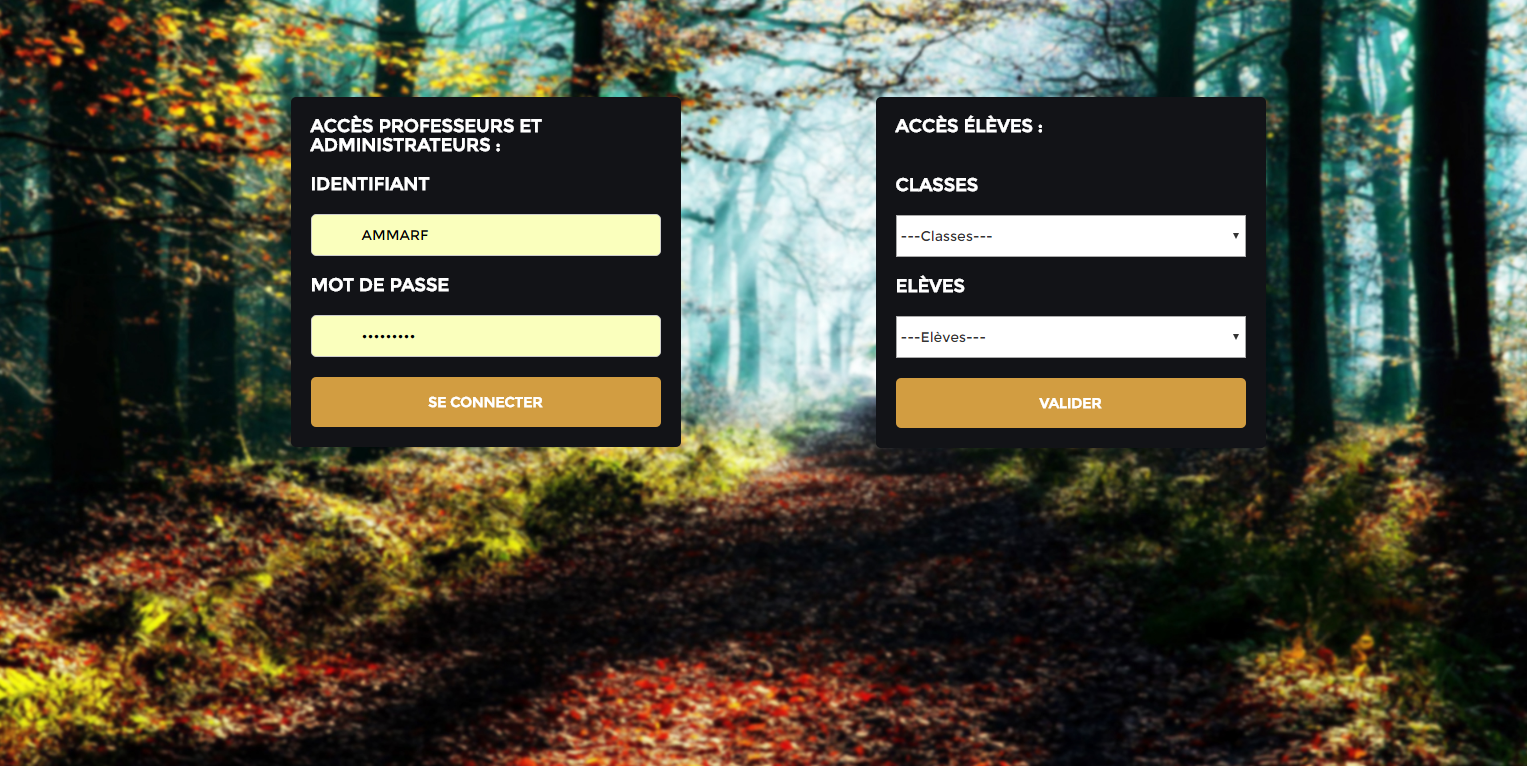 ACCÈS PROFESSEURS ET
ADMINISTRATEURS :
IDENTIFIANT
AMMARF
MOT DE PASSE
•••••••••
SE CONNECTER
ACCÈS ÉLÈVES :
CLASSES
---Classes---
ELÈVES
---Elèves---
VALIDER